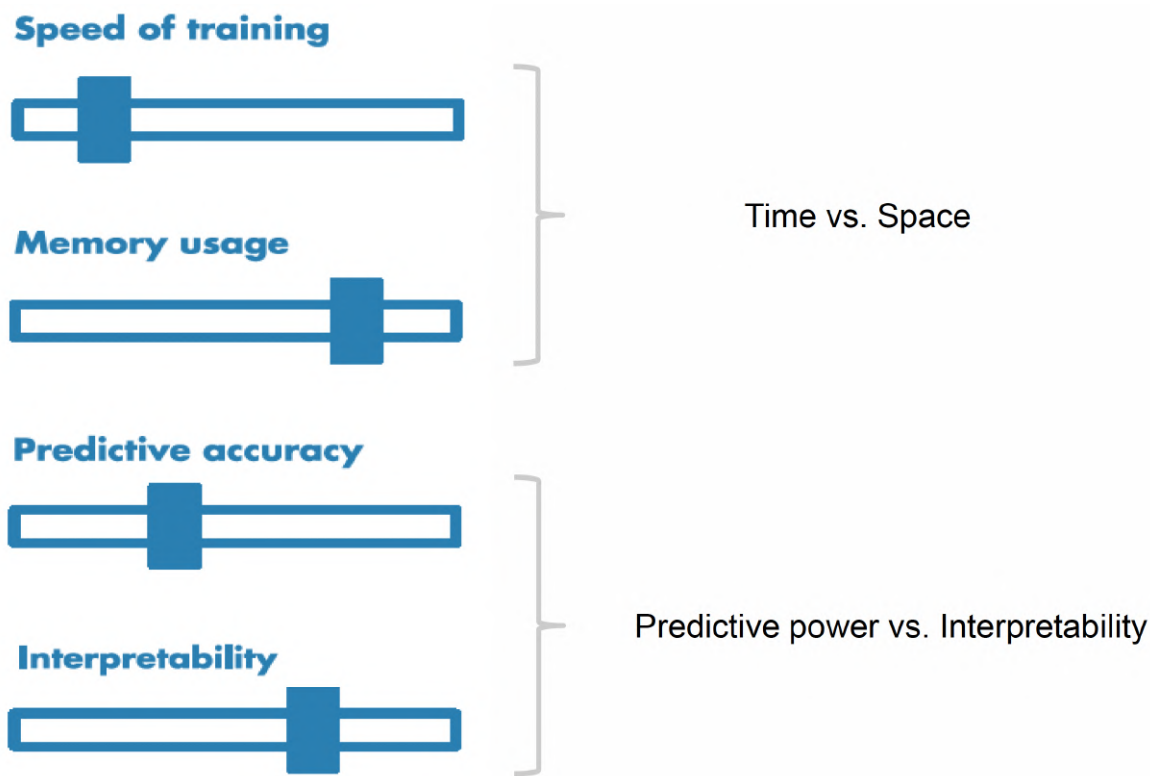 Speed of training
Time vs. Space
Memory usage
Predictive accuracy
Predictive power vs. Interpretability
Interpretability